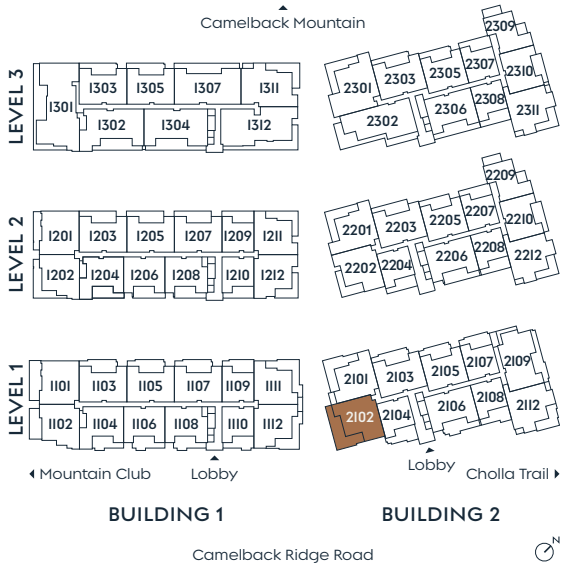 Camelback Mountain
LEVEL 3
1301 1303 1305 1307 1311
1302 1304 1312
2301 2303 2305 2307 2309 2310
2302 2306 2308 2311
LEVEL 2
1201 1203 1205 1207 1209 1211
1202 1204 1206 1208 1210 1212
2201 2203 2205 2207 2209 2210
2202 2204 2206 2208 2212
LEVEL 1
1101 1103 1105 1107 1109 1111
1102 1104 1106 1108 1110 1112
2101 2103 2105 2107 2109
2102 2104 2106 2108 2112
Mountain Club
Lobby
Lobby
Cholla Trail
BUILDING 1
BUILDING 2
Camelback Ridge Road
N